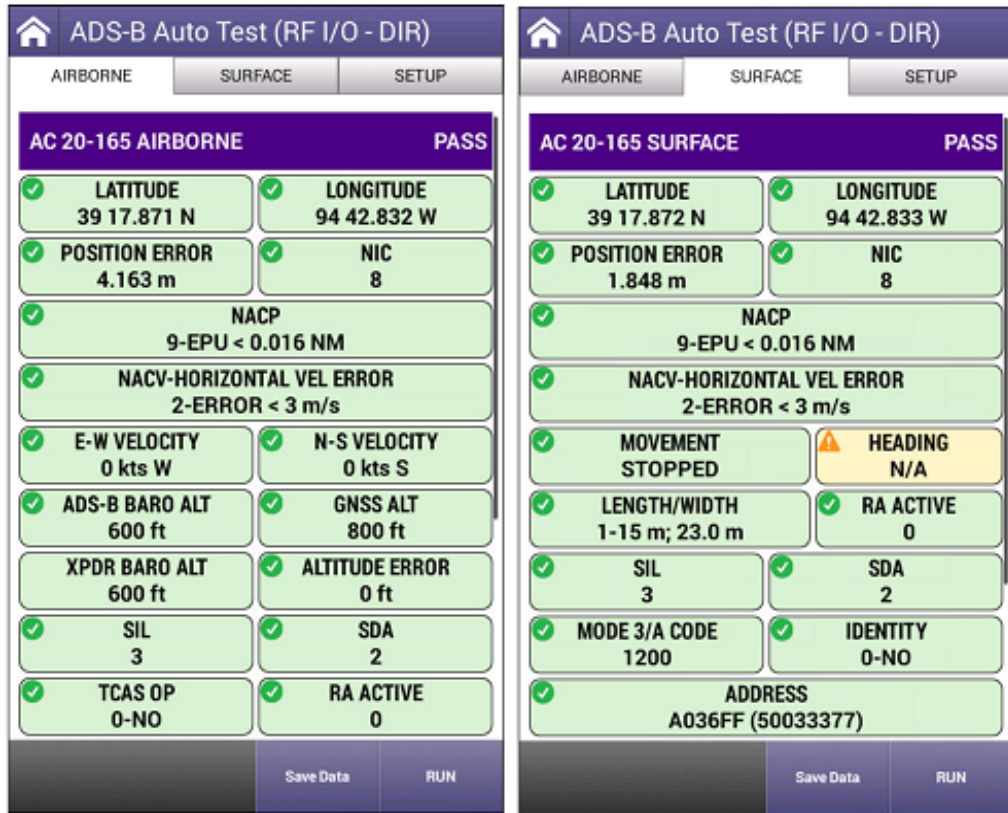 ADS-B Auto Test (RF I/O - DIR)
AIRBORNE SURFACE SETUP
AC 20-165 AIRBORNE PASS
LATITUDE LONGITUDE
39 17.871 N 94 42.832 W
POSITION ERROR NIC
4.163 m 8
NACP
9-EPU < 0.016 NM
NACV-HORIZONTAL VEL ERROR
2-ERROR < 3 m/s
E-W VELOCITY N-S VELOCITY
0 kts W 0 kts S
ADS-B BARO ALT GNSS ALT
600 ft 800 ft
XPDR BARO ALT ALTITUDE ERROR
600 ft 0 ft
SIL SDA
3 2
TCAS OP RA ACTIVE
0-NO 0
Save Data RUN
ADS-B Auto Test (RF I/O - DIR)
AIRBORNE SURFACE SETUP
AC 20-165 SURFACE PASS
LATITUDE LONGITUDE
39 17.872 N 94 42.833 W
POSITION ERROR NIC
1.848 m 8
NACP
9-EPU < 0.016 NM
NACV-HORIZONTAL VEL ERROR
2-ERROR < 3 m/s
MOVEMENT HEADING
STOPPED N/A
LENGTH/WIDTH RA ACTIVE
1-15 m; 23.0 m 0
SIL SDA
3 2
MODE 3/A CODE IDENTITY
1200 0-NO
ADDRESS
A036FF (50033377)
Save Data RUN